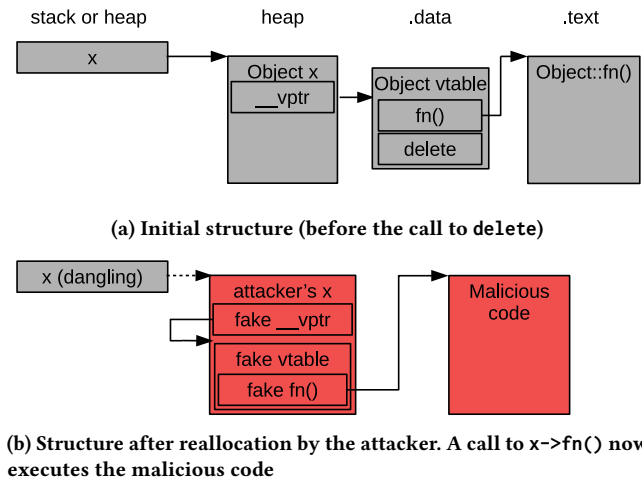 stack or heap heap .data .text
x
Object x
__vptr
Object vtable
fn()
delete
Object::fn()
(a) Initial structure (before the call to delete)
x (dangling)
attacker's x
fake __vptr
fake vtable
fake fn()
Malicious
code
(b) Structure after reallocation by the attacker. A call to x->fn() now
executes the malicious code